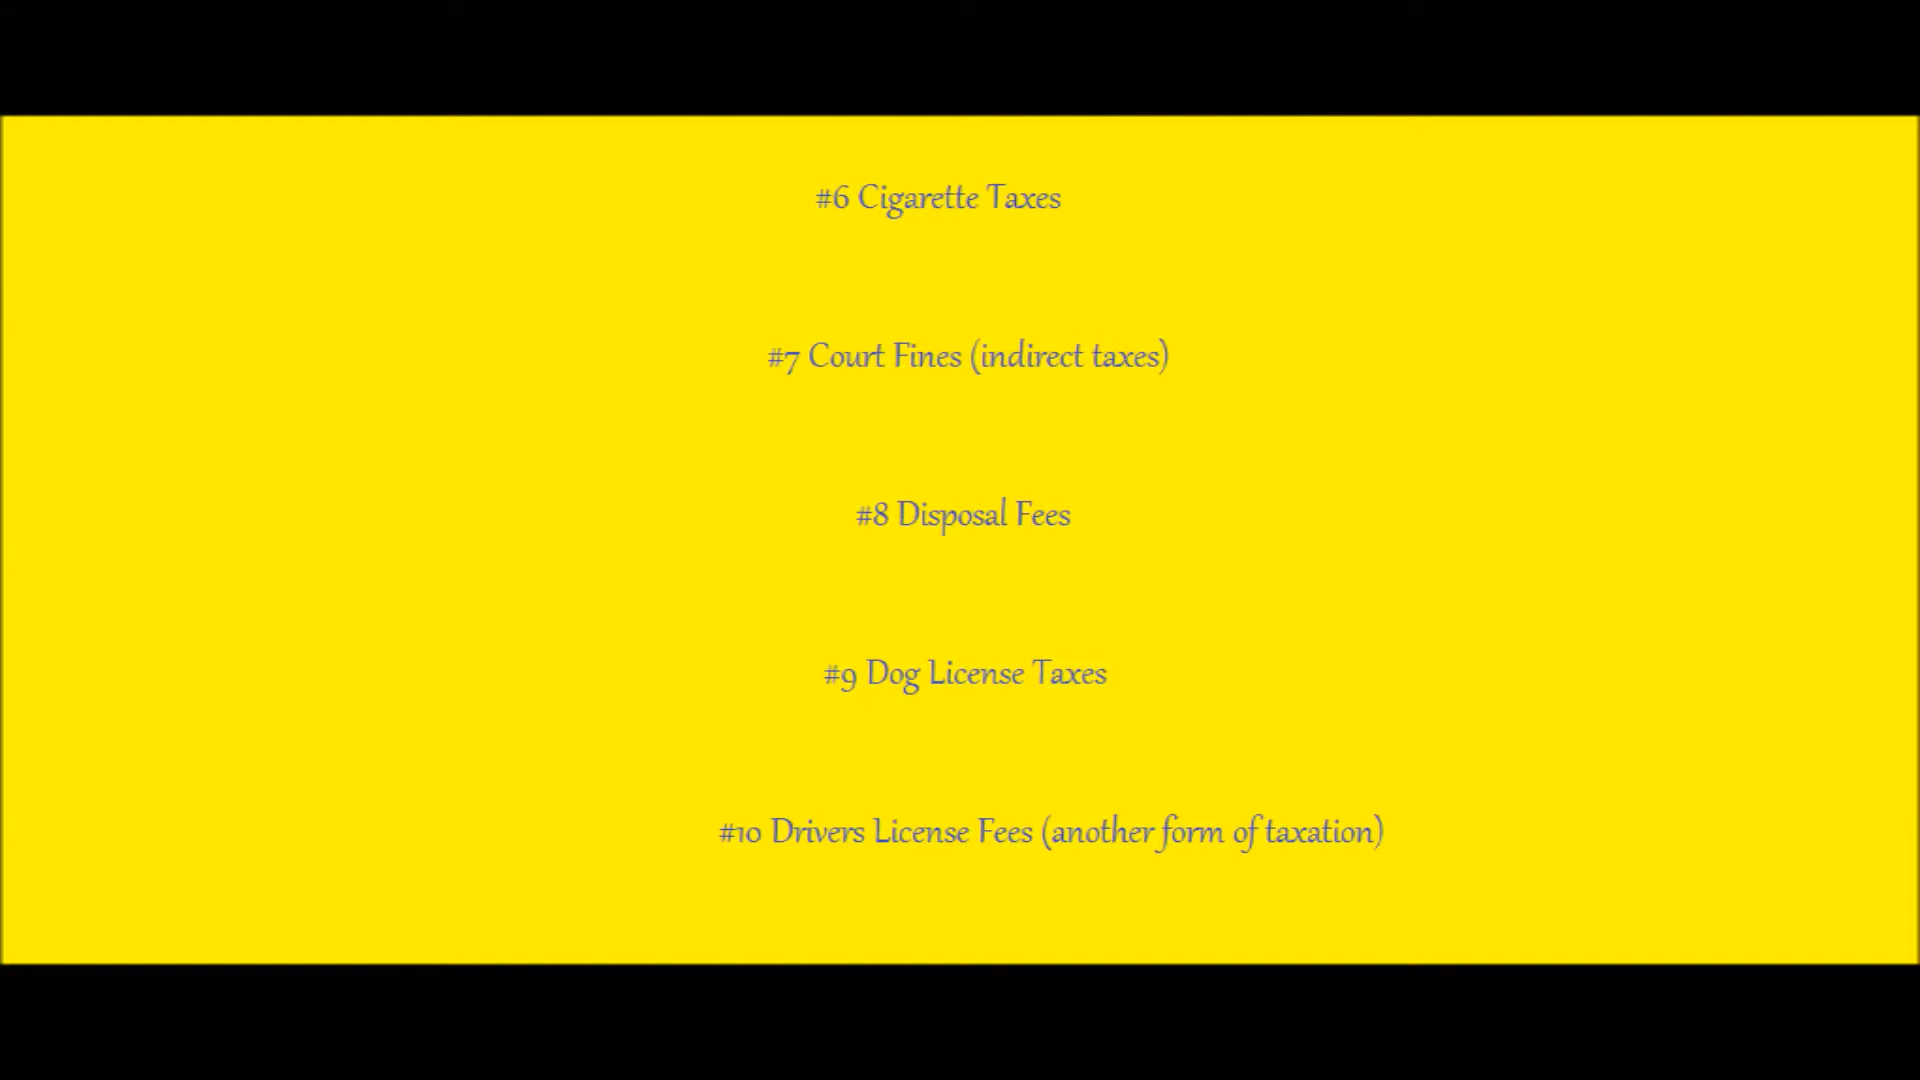 #6 Cigarette Taxes
#7 Court Fines (indirect taxes)
#8 Disposal Fees
#9 Dog License Taxes
#10 Drivers License Fees (another form of taxation)